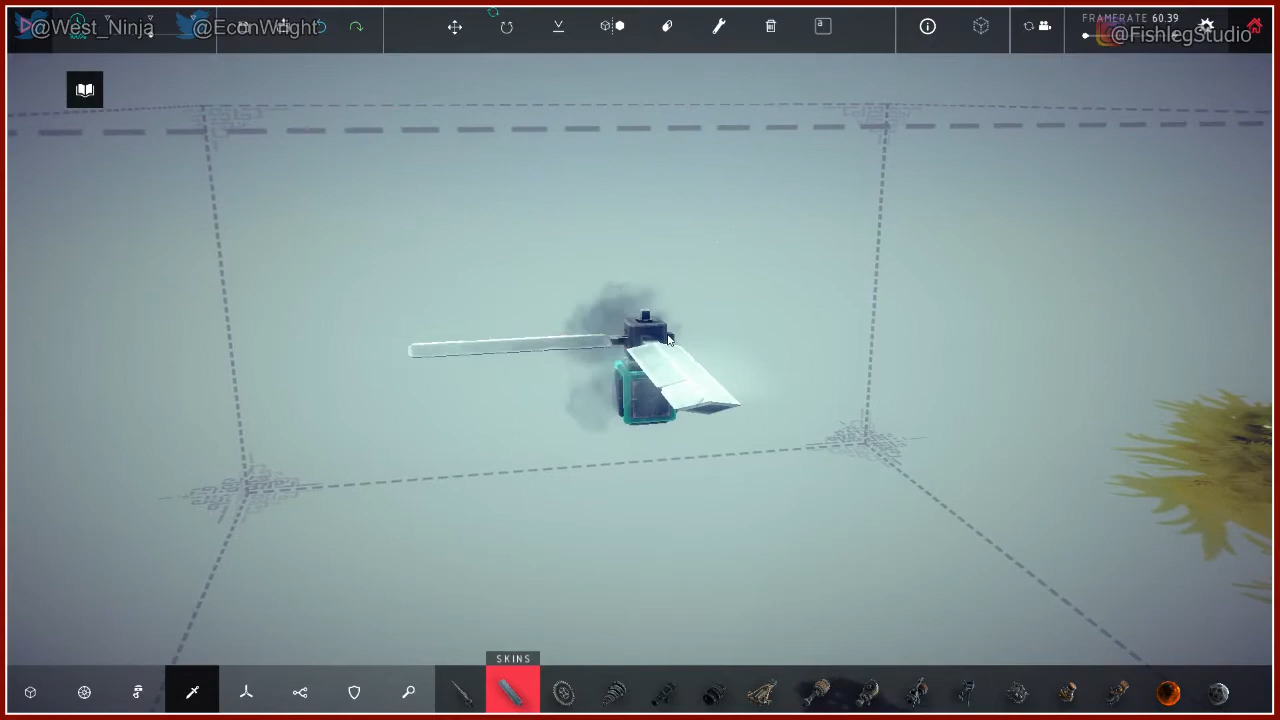 @West_Ninja @EconWright
FRAMERATE 60.39
@FishlegStudio
a
SKINS